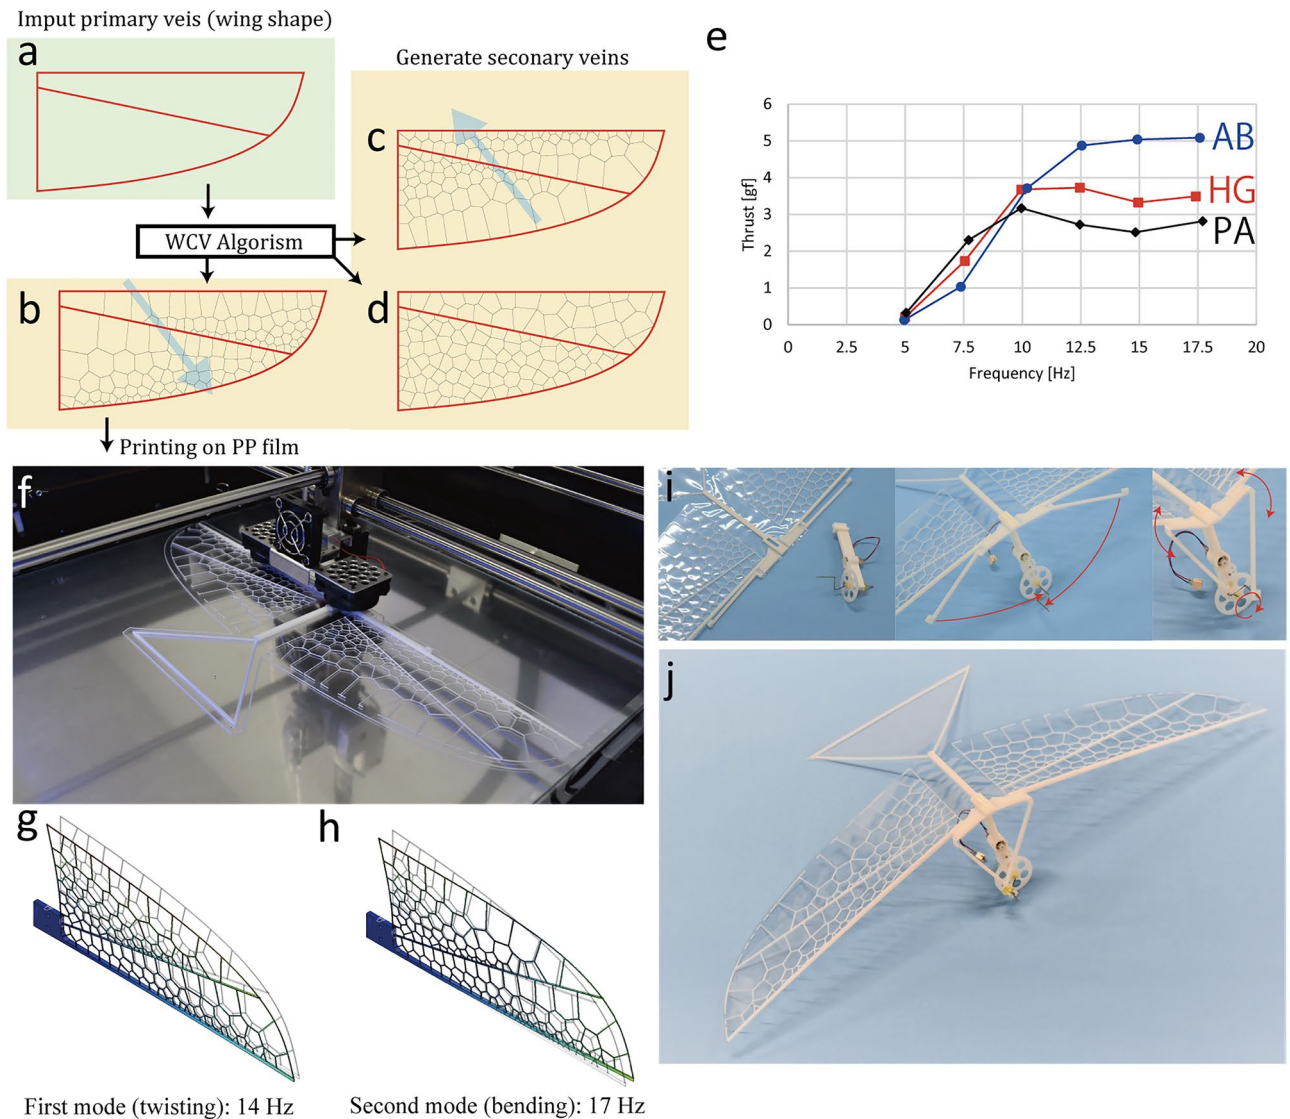 Imput primary veis (wing shape)
a
Generate seconary veins
c
WCV Algorism
b
d
Printing on PP film
e
6
5
4
3
2
1
0
Thrust [gf]
0 2.5 5 7.5 10 12.5 15 17.5 20
Frequency [Hz]
AB
HG
PA
f
i
j
g
h
First mode (twisting): 14 Hz
Second mode (bending): 17 Hz